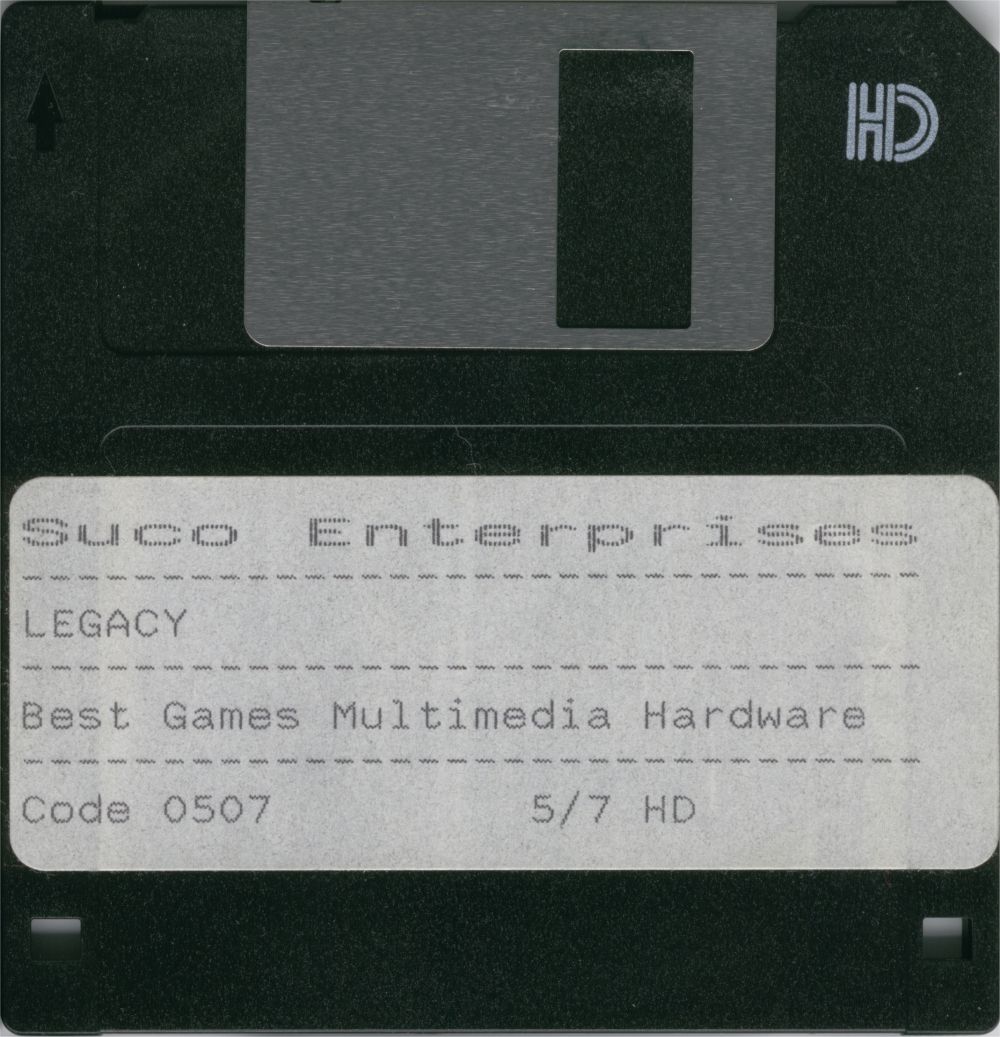 HD
Suco Enterprises
--------------------------------
LEGACY
--------------------------------
Best Games Multimedia Hardware
--------------------------------
Code 0507 5/7 HD